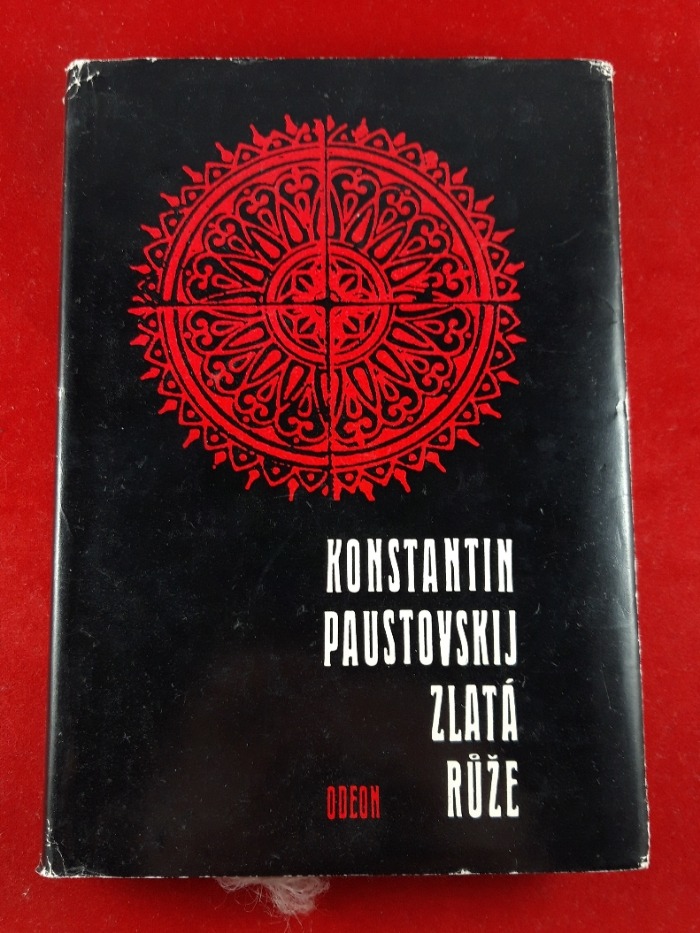 KONSTANTIN
PAUSTOVSKIJ
ZLATÁ
RŮŽE
ODEON